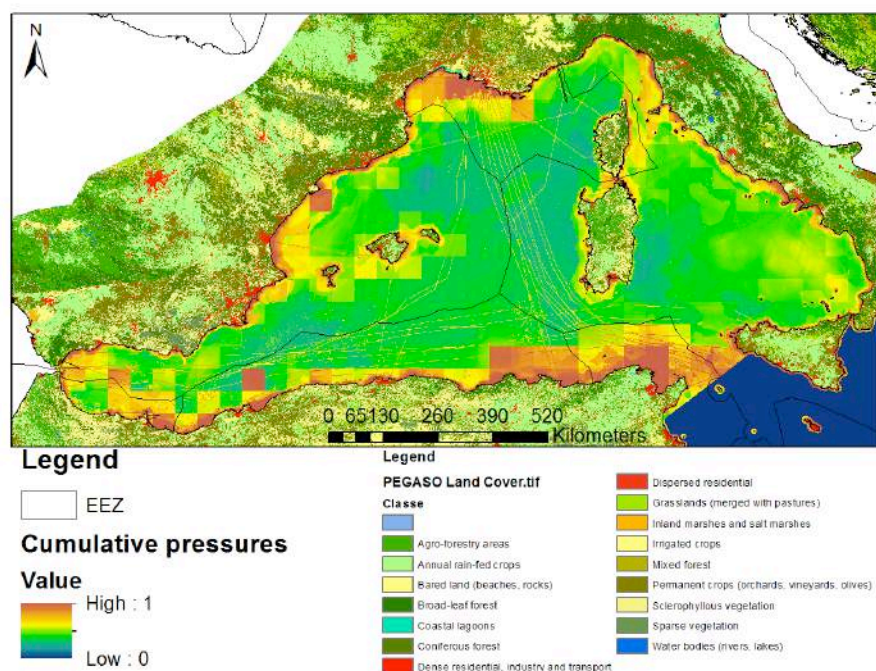 N
0 65130 260 390 520
Kilometers
Legend
EEZ
Cumulative pressures
Value
High : 1
Low : 0
Legend
PEGASO Land Cover.tif
Classe
Agro-forestry areas
Annual rain-fed crops
Bared land (beaches, rocks)
Broad-leaf forest
Coastal lagoons
Coniferous forest
Dense residential, industry and transport
Dispersed residential
Grasslands (merged with pastures)
Inland marshes and salt marshes
Irrigated crops
Mixed forest
Permanent crops (orchards, vineyards, olives)
Sclerophyllous vegetation
Sparse vegetation
Water bodies (rivers, lakes)